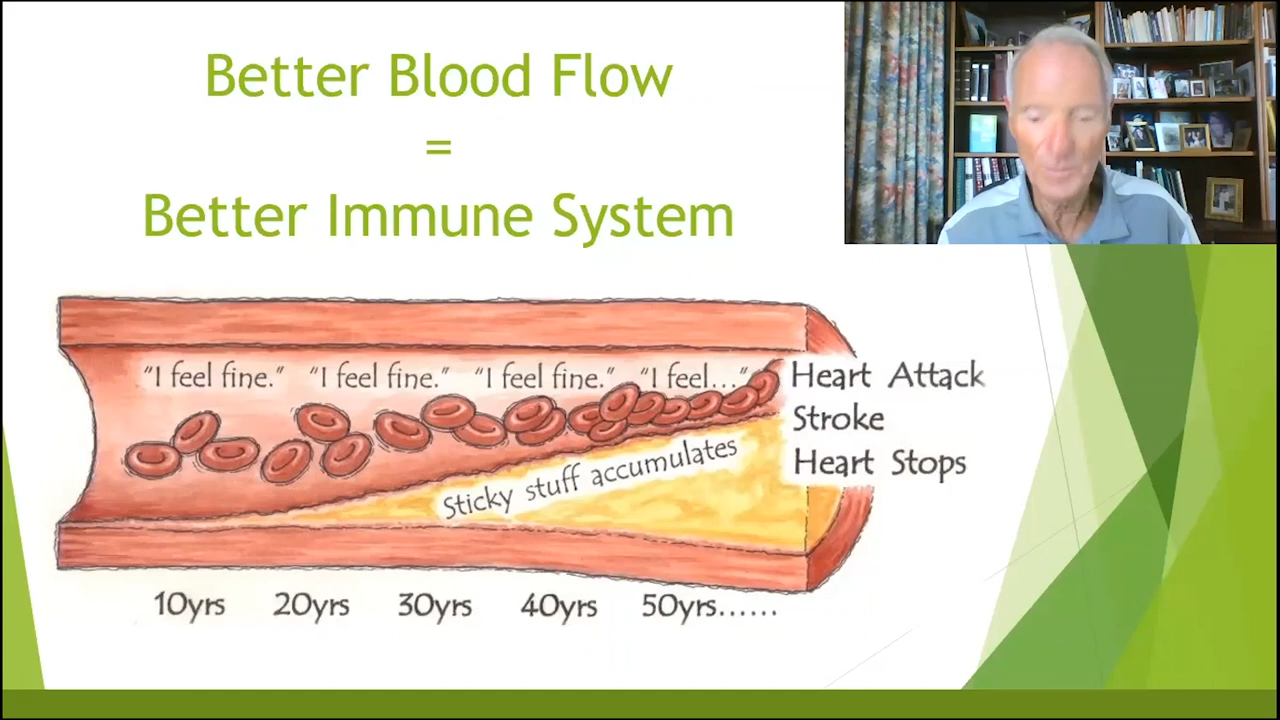 Better Blood Flow
=
Better Immune System
"I feel fine." "I feel fine." "I feel fine." "I feel..."
Heart Attack
Stroke
Heart Stops
Sticky stuff accumulates
10yrs 20yrs 30yrs 40yrs 50yrs......